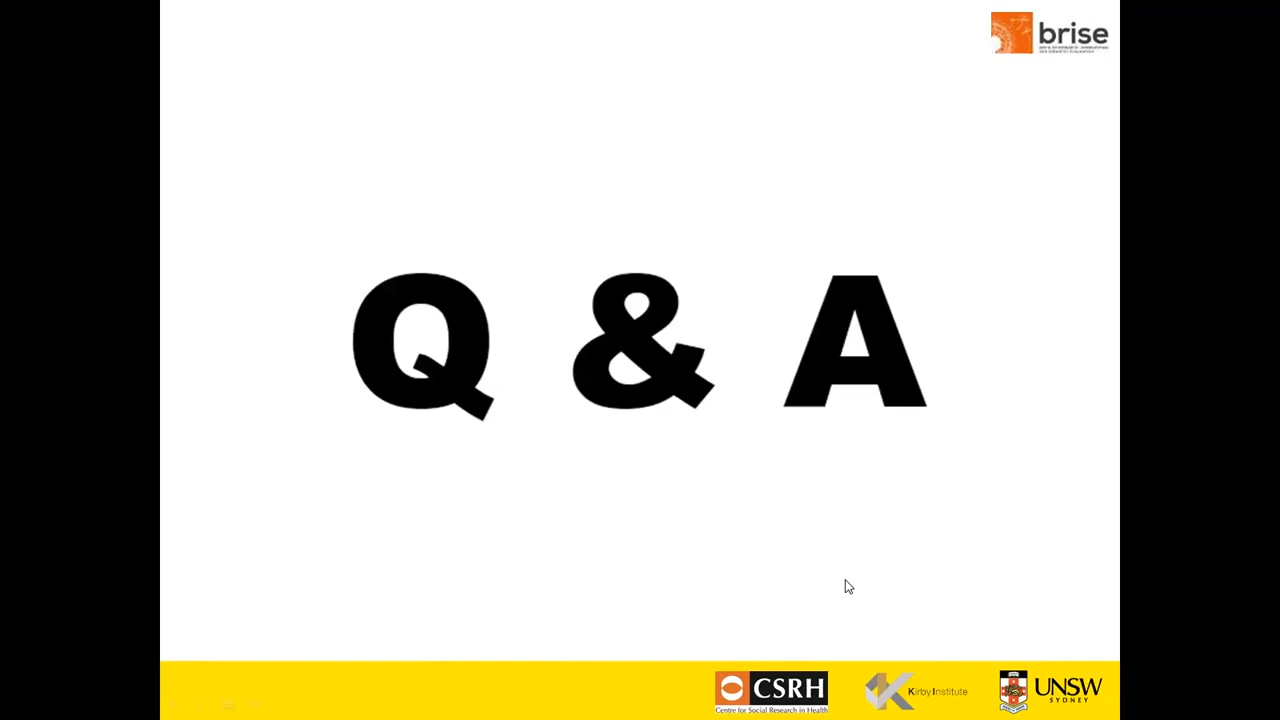 brise
Q & A
CSRH
Centre for Social Research in Health
Kirby Institute
UNSW
SYDNEY